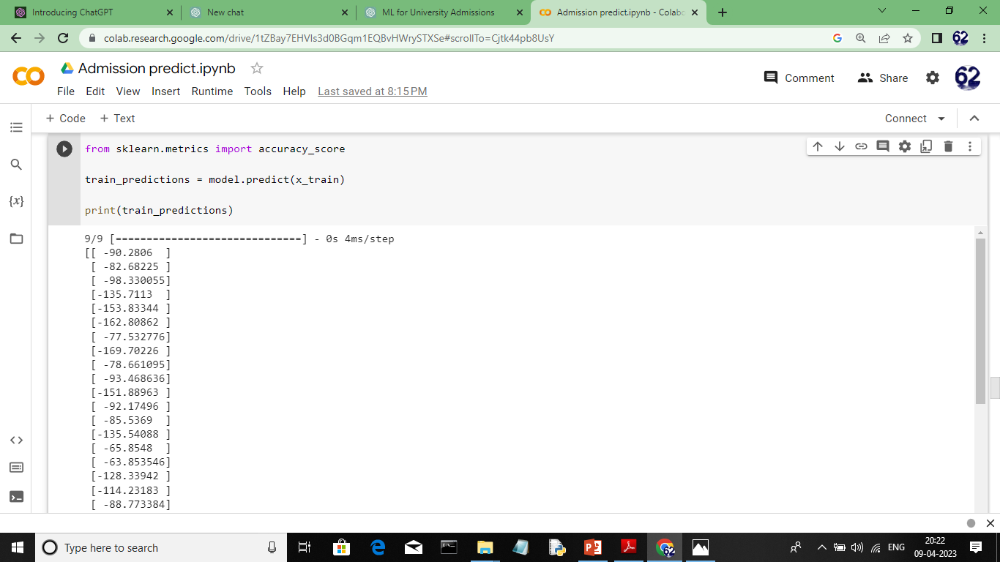 Introducing ChatGPT
New chat
ML for University Admissions
Admission predict.ipynb - Colabc
colab.research.google.com/drive/1tZBay7EHVIs3d0BGqm1EQBvHWrySTXSe#scrollTo=Cjtk44pb8UsY
62
Admission predict.ipynb
Comment
Share
62
File Edit View Insert Runtime Tools Help Last saved at 8:15 PM
+ Code + Text
Connect
from sklearn.metrics import accuracy_score
train_predictions = model.predict(x_train)
print(train_predictions)
{x}
9/9 [==============================] - 0s 4ms/step
[[ -90.2806  ]
[ -82.68225 ]
[ -98.330055]
[-135.7113  ]
[-153.83344 ]
[-162.80862 ]
[ -77.532776]
[-169.70226 ]
[ -78.661095]
[ -93.468636]
[-151.88963 ]
[ -92.17496 ]
[ -85.5369  ]
[-135.54088 ]
[ -65.8548  ]
[ -63.853546]
[-128.33942 ]
[-114.23183 ]
[ -88.773384]
Type here to search
62
ENG
20:22
09-04-2023